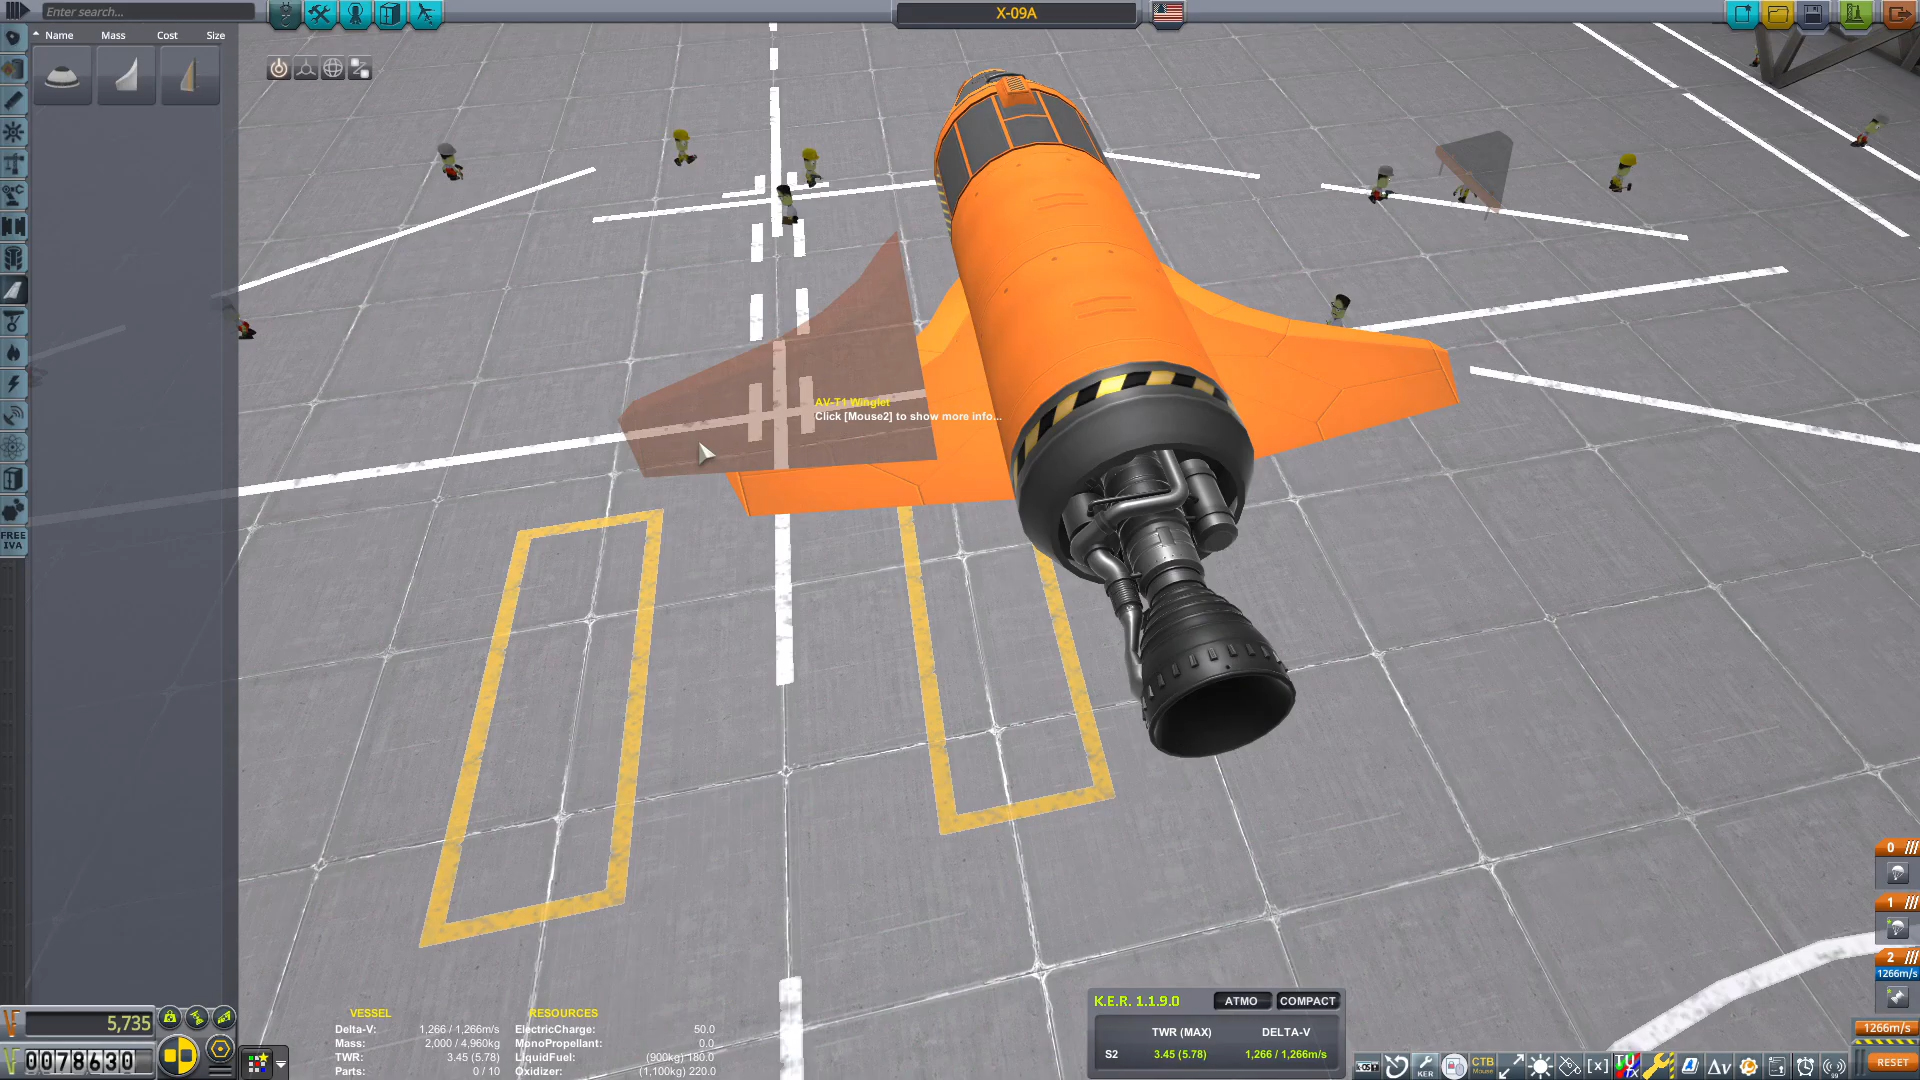 Enter search...
X-09A
Name Mass Cost Size
FREE
IVA
AV-T1 Winglet
Click [Mouse2] to show more info...
0
1
2
1266m/s
1266m/s
RESET
5,735
0078630
VESSEL
Delta-V: 1,266 / 1,266m/s
Mass: 2,000 / 4,960kg
TWR: 3.45 (5.78)
Parts: 0 / 10
RESOURCES
ElectricCharge: 50.0
MonoPropellant: 0.0
LiquidFuel: (900kg) 180.0
Oxidizer: (1,100kg) 220.0
K.E.R. 1.1.9.0 ATMO COMPACT
TWR (MAX) DELTA-V
S2 3.45 (5.78) 1,266 / 1,266m/s
kOS
KER
CTB
Mouse
[x]
Δv
99